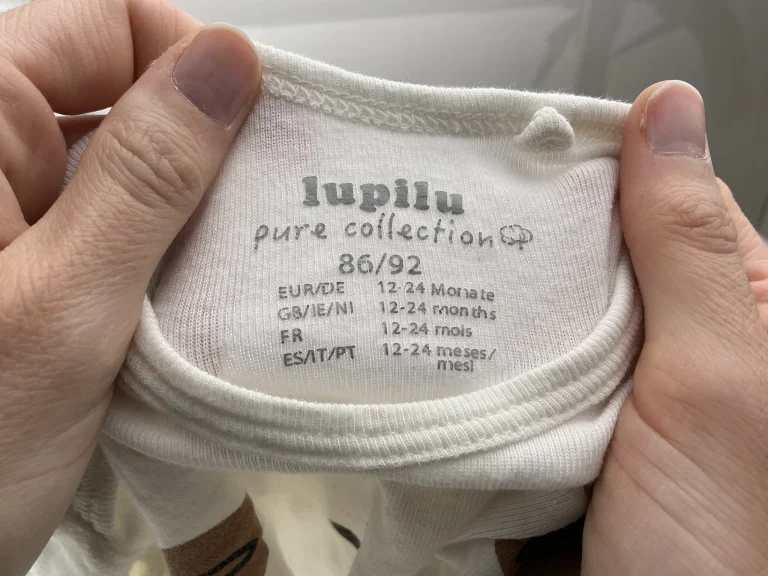 lupilu
pure collection
86/92
EUR/DE 12-24 Monate
GB/IE/NI 12-24 months
FR 12-24 mois
ES/IT/PT 12-24 meses/
mesi